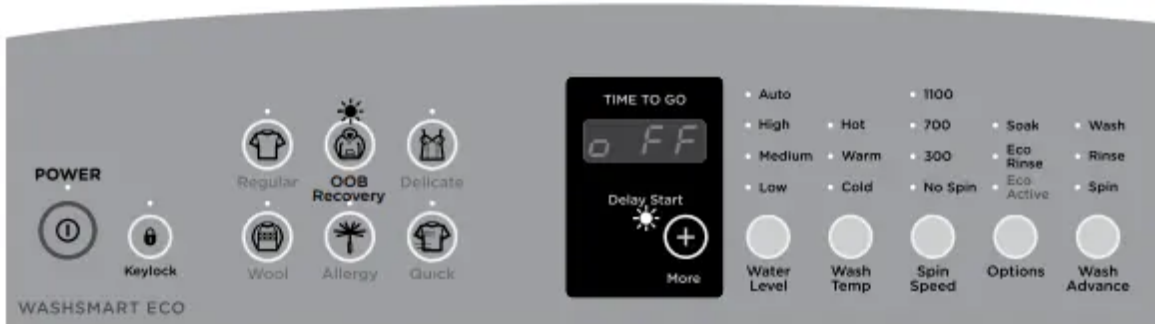 POWER
Keylock
WASHSMART ECO
Regular
OOB
Recovery
Delicate
Wool
Allergy
Quick
TIME TO GO
o FF
Delay Start
More
Auto
High
Medium
Low
Water
Level
Hot
Warm
Cold
Wash
Temp
1100
700
300
No Spin
Spin
Speed
Soak
Eco
Rinse
Eco
Active
Options
Wash
Rinse
Spin
Wash
Advance